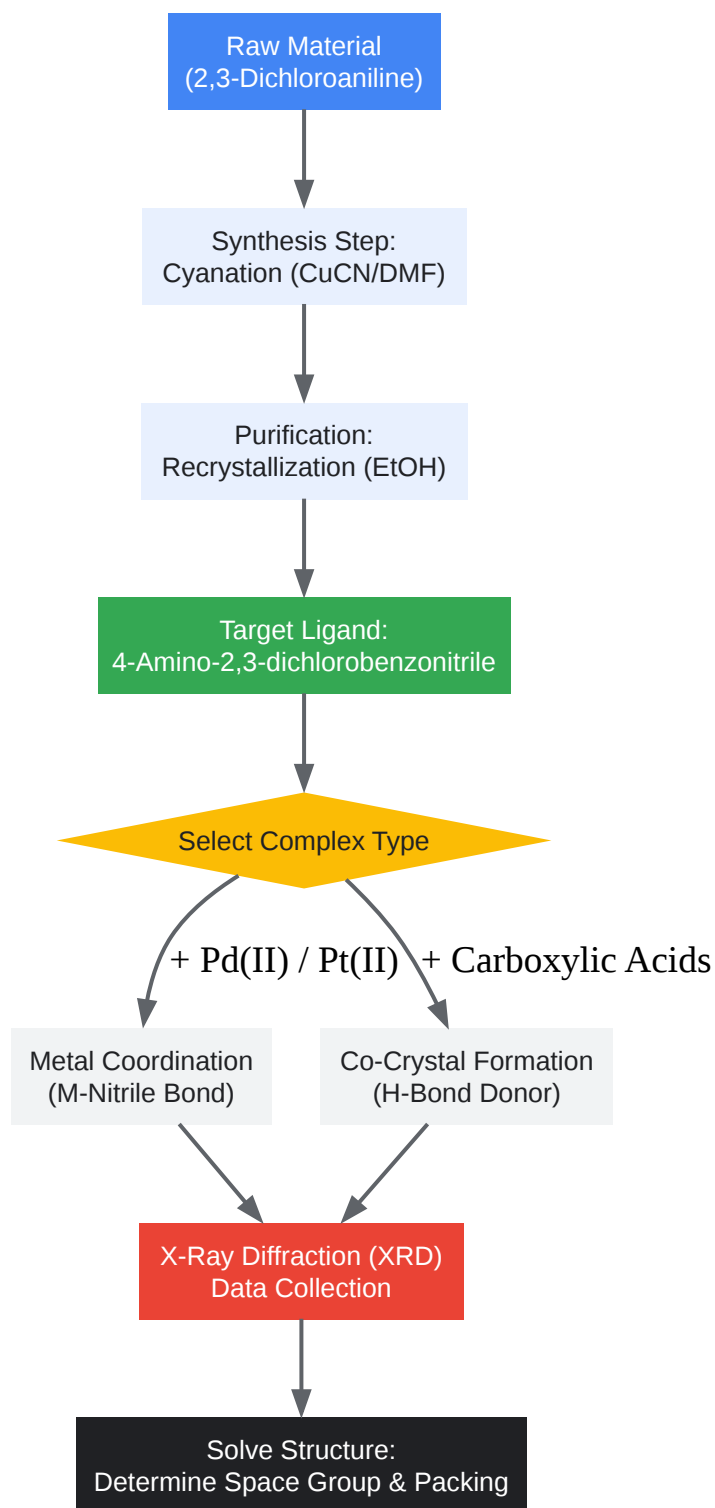 Raw Material
(2,3-Dichloroaniline)
Synthesis Step:
Cyanation (CuCN/DMF)
Purification:
Recrystallization (EtOH)
Target Ligand:
4-Amino-2,3-dichlorobenzonitrile
Select Complex Type
+ Pd(II) / Pt(II)
+ Carboxylic Acids
Metal Coordination
(M-Nitrile Bond)
Co-Crystal Formation
(H-Bond Donor)
X-Ray Diffraction (XRD)
Data Collection
Solve Structure:
Determine Space Group & Packing